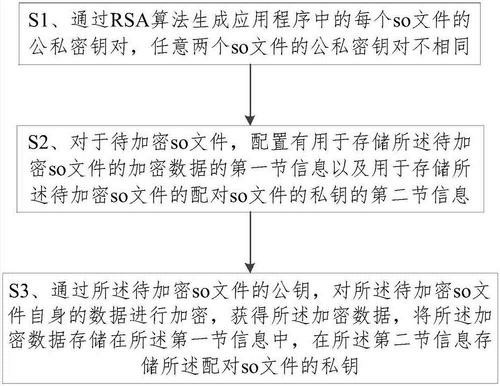 S1、通过RSA算法生成应用程序中的每个so文件的
公私密钥对，任意两个so文件的公私密钥对不相同
S2、对于待加密so文件，配置有用于存储所述待加
密so文件的加密数据的第一节信息以及用于存储所
述待加密so文件的配对so文件的私钥的第二节信息
S3、通过所述待加密so文件的公钥，对所述待加密so文
件自身的数据进行加密，获得所述加密数据，将所述加
密数据存储在所述第一节信息中，在所述第二节信息存
储所述配对so文件的私钥